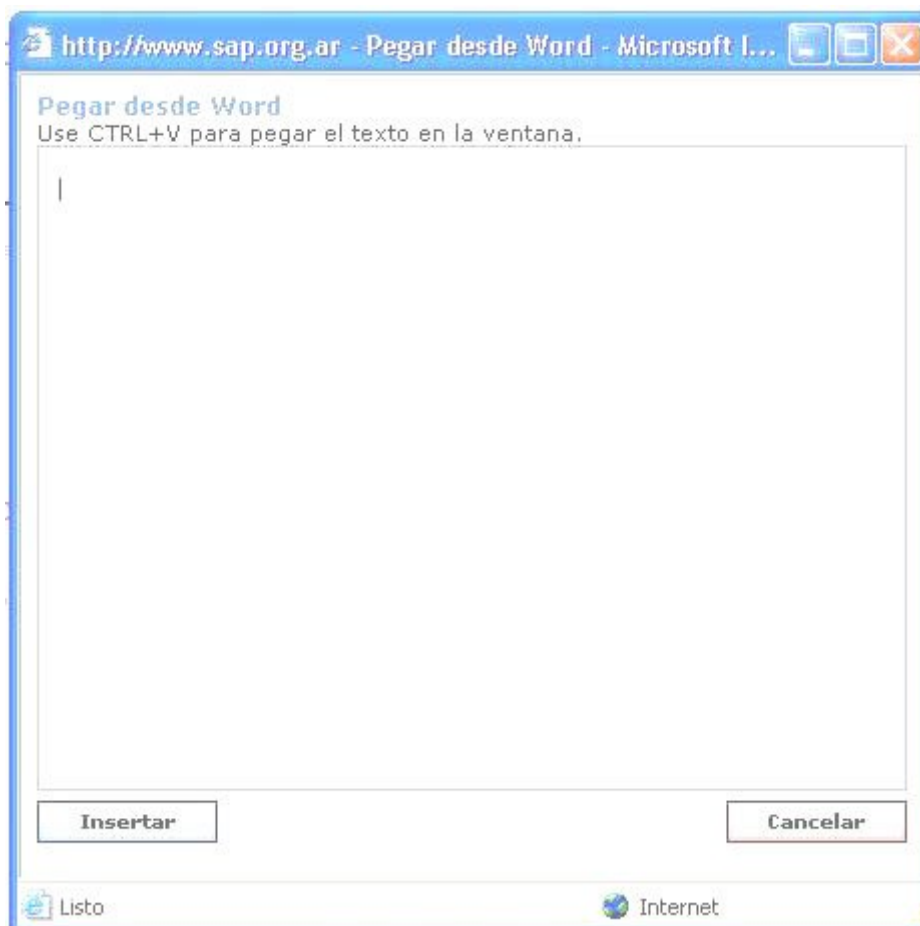 http://www.sap.org.ar - Pegar desde Word - Microsoft I...
Pegar desde Word
Use CTRL+V para pegar el texto en la ventana.
Insertar
Cancelar
Listo
Internet